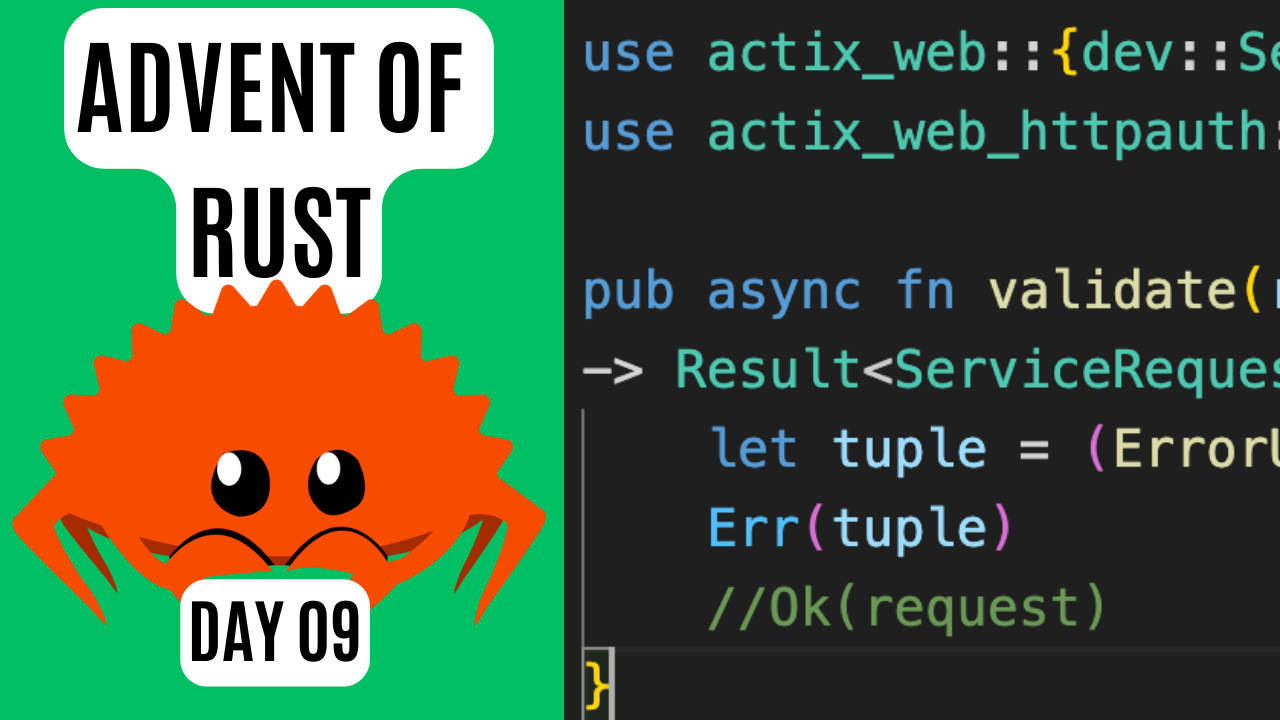 ADVENT OF
RUST
DAY 09
use actix_web::{dev::Se
use actix_web_httpauth:
pub async fn validate(
-> Result<ServiceReques
let tuple = (ErrorU
Err(tuple)
//Ok(request)
}